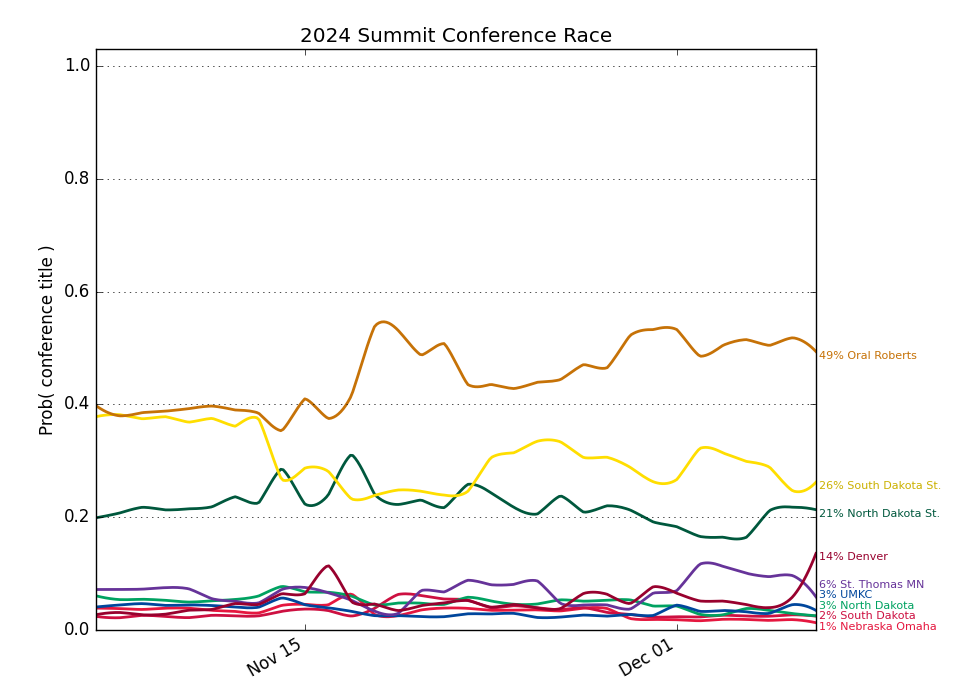 2024 Summit Conference Race
Prob( conference title )
1.0
0.8
0.6
0.4
0.2
0.0
Nov 15
Dec 01
49% Oral Roberts
26% South Dakota St.
21% North Dakota St.
14% Denver
6% St. Thomas MN
3% UMKC
3% North Dakota
2% South Dakota
1% Nebraska Omaha